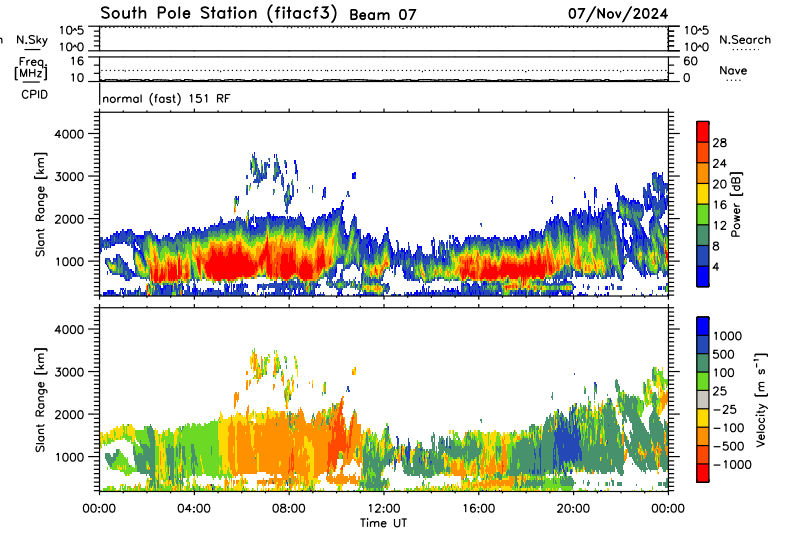 South Pole Station (fitacf3) Beam 07 07/Nov/2024
n N.Sky 10^5 10^5 N.Search
10^0 10^0
Freq. 16 60 Nave
[MHz] 10 0
CPID normal (fast) 151 RF
4000
3000
2000
1000
Slant Range [km]
28
24
20
16
12
8
4
Power [dB]
4000
3000
2000
1000
Slant Range [km]
1000
500
100
25
−25
−100
−500
−1000
Velocity [m s⁻¹]
00:00 04:00 08:00 12:00 16:00 20:00 00:00
Time UT